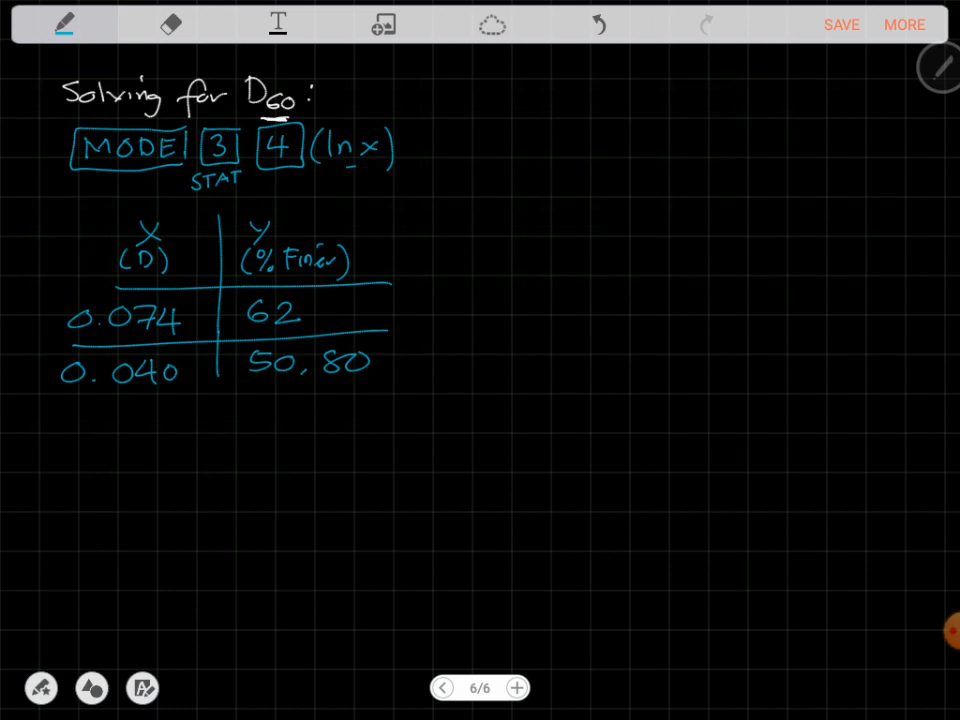 SAVE MORE
Solving for D60:
MODE 3 4 (ln x)
STAT
X Y
(D) (% Finer)
0.074 62
0.040 50.80
6/6